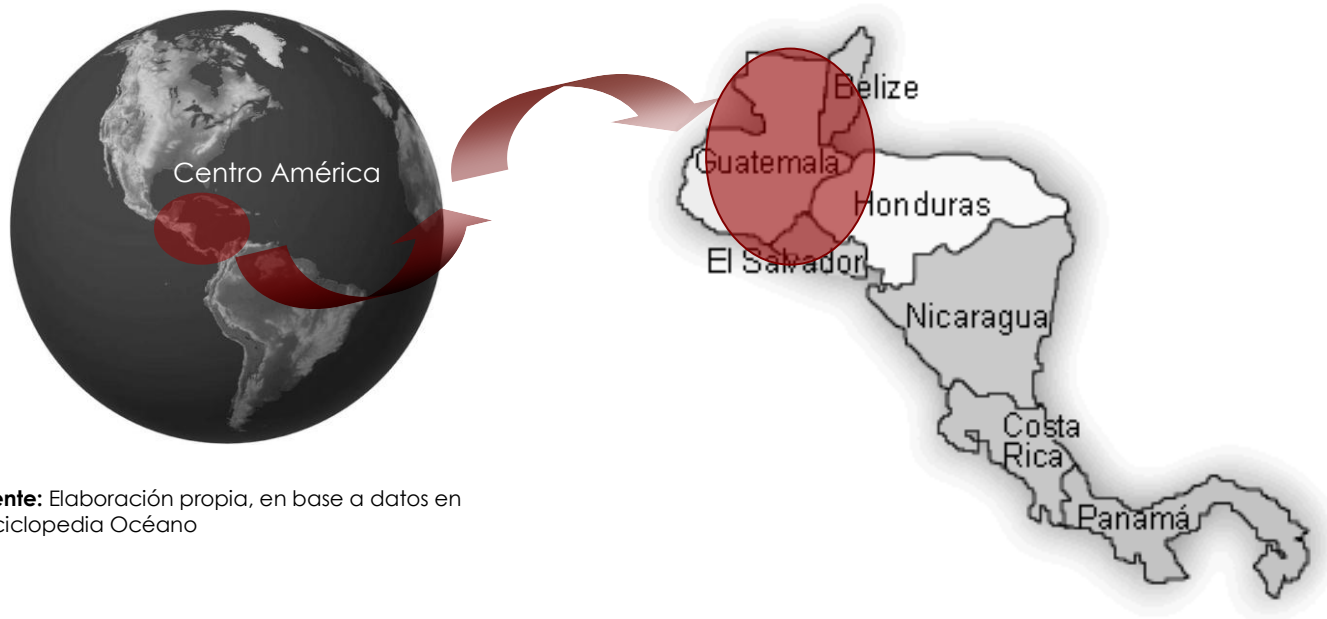 Centro América
Belize
Guatemala
Honduras
El Salvador
Nicaragua
Costa
Rica
Panamá
ente: Elaboración propia, en base a datos en
ciclopedia Océano